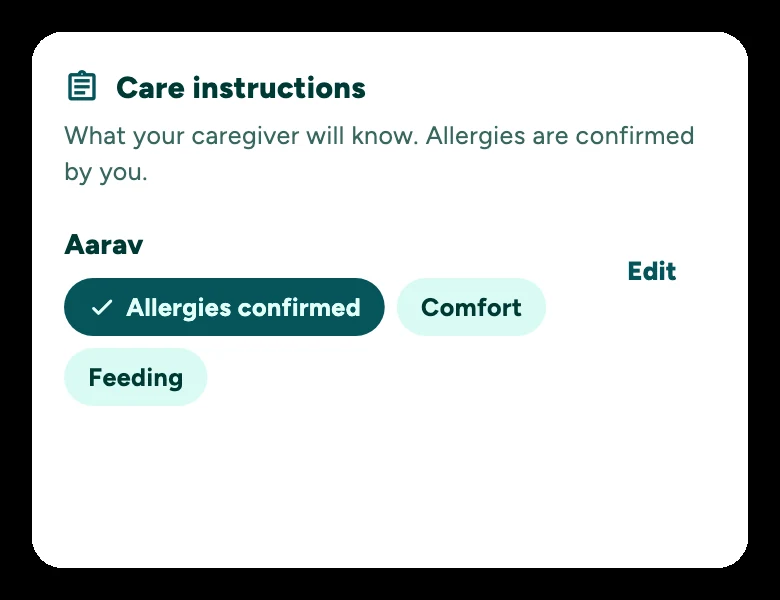 Care instructions
What your caregiver will know. Allergies are confirmed
by you.
Aarav
Edit
Allergies confirmed
Comfort
Feeding